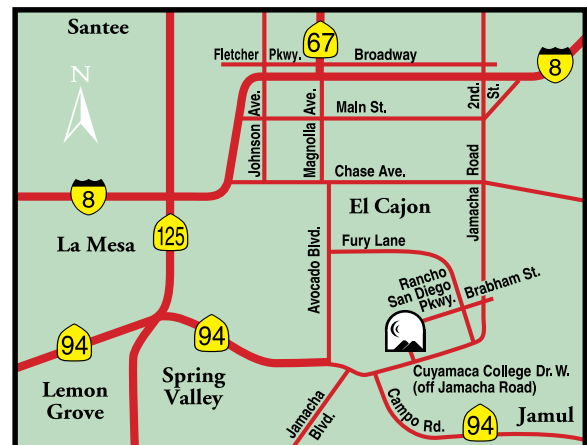 Santee
67
Fletcher Pkwy. Broadway
8
N
Johnson Ave.
Magnolla Ave.
2nd. St.
Main St.
Chase Ave.
Jamacha Road
8
El Cajon
125
La Mesa
Avocado Blvd.
Fury Lane
Rancho
San Diego
Pkwy.
Brabham St.
94
94
Cuyamaca College Dr. W.
(off Jamacha Road)
Lemon
Grove
Spring
Valley
Jamacha
Blvd.
Campo Rd.
94
Jamul